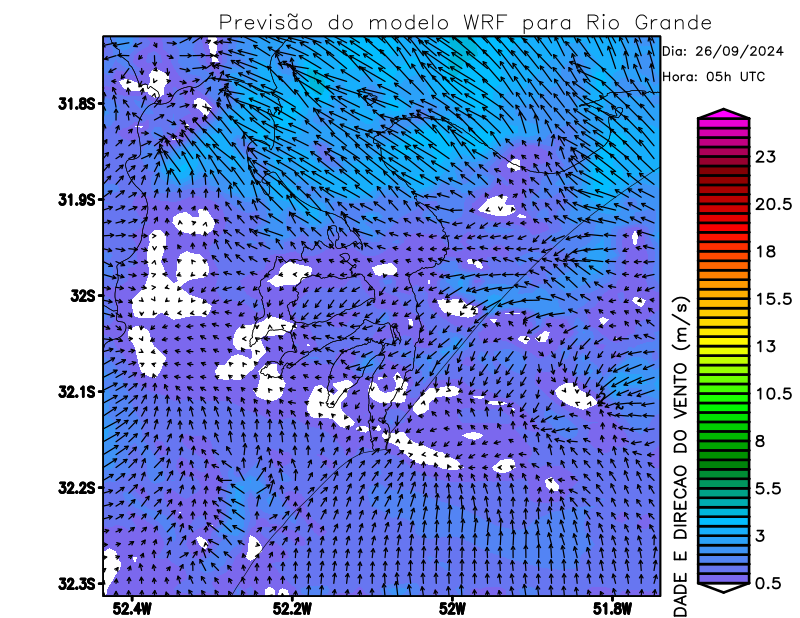 Previsão do modelo WRF para Rio Grande
Dia: 26/09/2024
Hora: 05h UTC
31.8S
31.9S
32S
32.1S
32.2S
32.3S
52.4W
52.2W
52W
51.8W
23
20.5
18
15.5
13
10.5
8
5.5
3
0.5
DADE E DIRECAO DO VENTO (m/s)